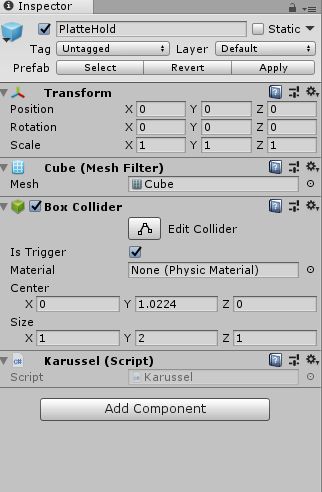 Inspector
PlatteHold Static
Tag Untagged Layer Default
Prefab Select Revert Apply
Transform
Position X 0 Y 0 Z 0
Rotation X 0 Y 0 Z 0
Scale X 1 Y 1 Z 1
Cube (Mesh Filter)
Mesh Cube
Box Collider
Edit Collider
Is Trigger
Material None (Physic Material)
Center
X 0 Y 1.0224 Z 0
Size
X 1 Y 2 Z 1
Karussel (Script)
Script Karussel
Add Component